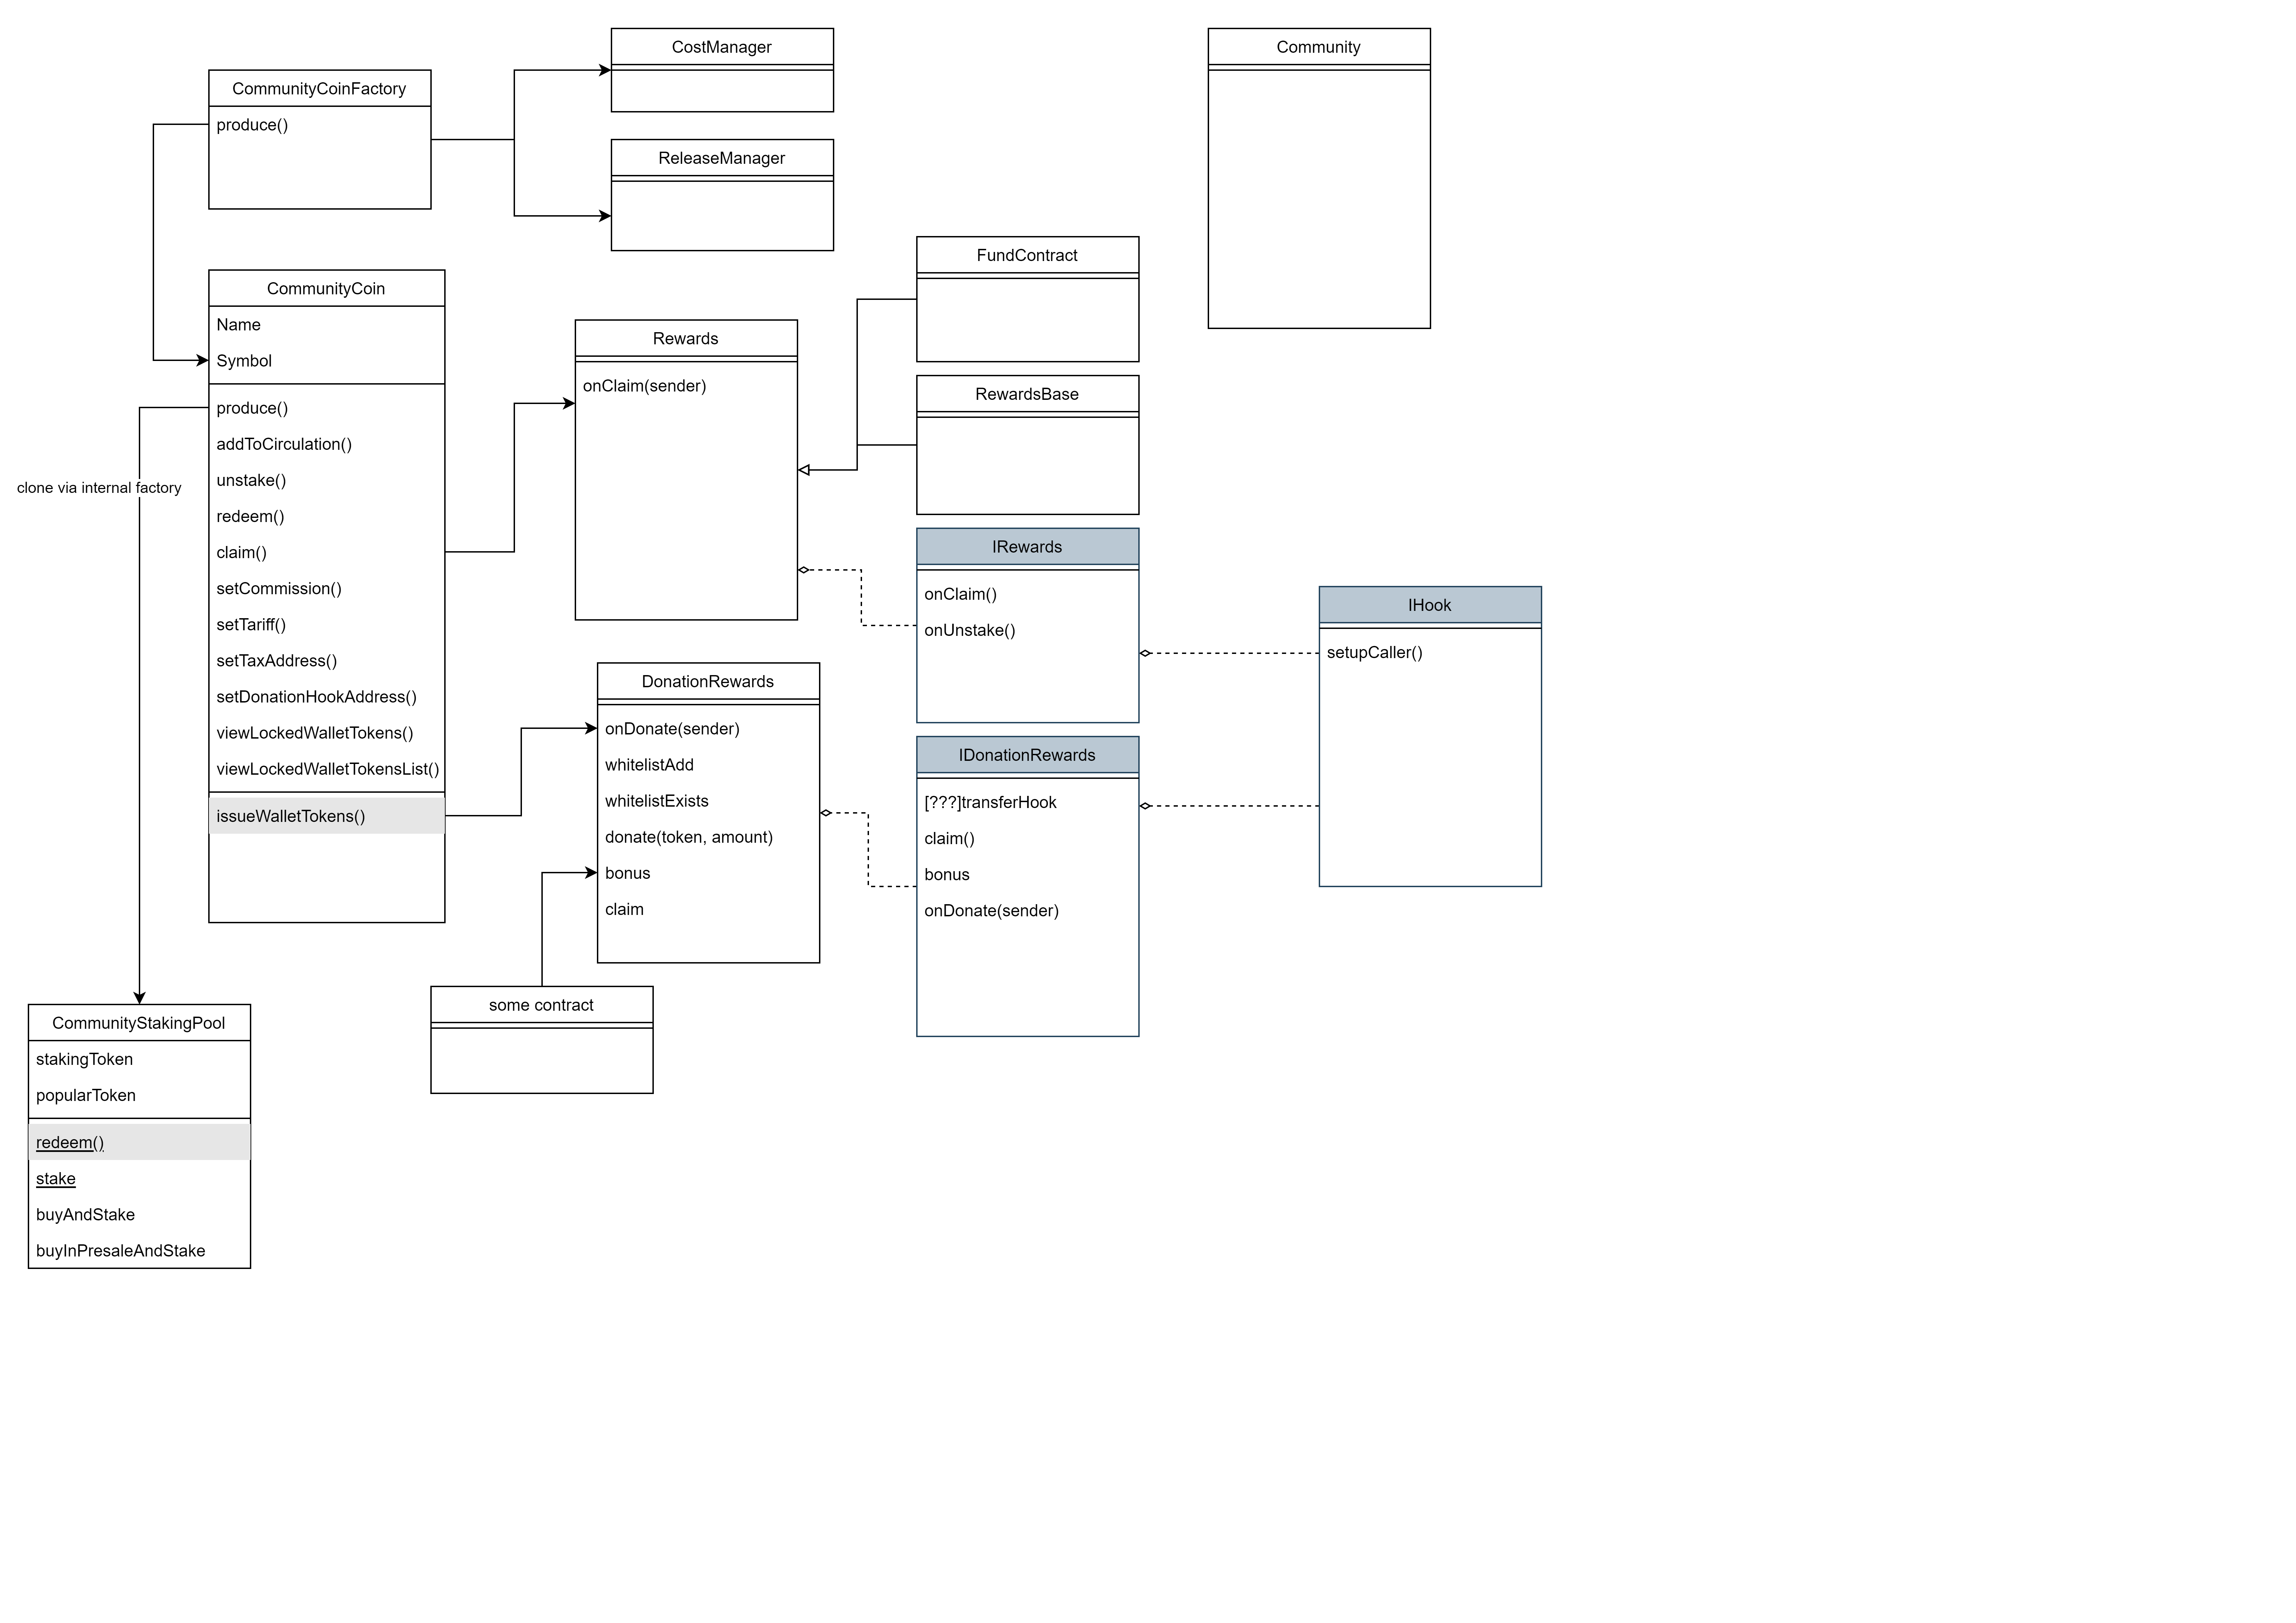 CostManager
Community
CommunityCoinFactory
produce()
ReleaseManager
CommunityCoin
Name
Symbol
produce()
addToCirculation()
unstake()
redeem()
claim()
setCommission()
setTariff()
setTaxAddress()
setDonationHookAddress()
viewLockedWalletTokens()
viewLockedWalletTokensList()
issueWalletTokens()
clone via internal factory
Rewards
onClaim(sender)
FundContract
RewardsBase
IRewards
onClaim()
onUnstake()
IHook
setupCaller()
DonationRewards
onDonate(sender)
whitelistAdd
whitelistExists
donate(token, amount)
bonus
claim
IDonationRewards
[???]transferHook
claim()
bonus
onDonate(sender)
some contract
CommunityStakingPool
stakingToken
popularToken
redeem()
stake
buyAndStake
buyInPresaleAndStake